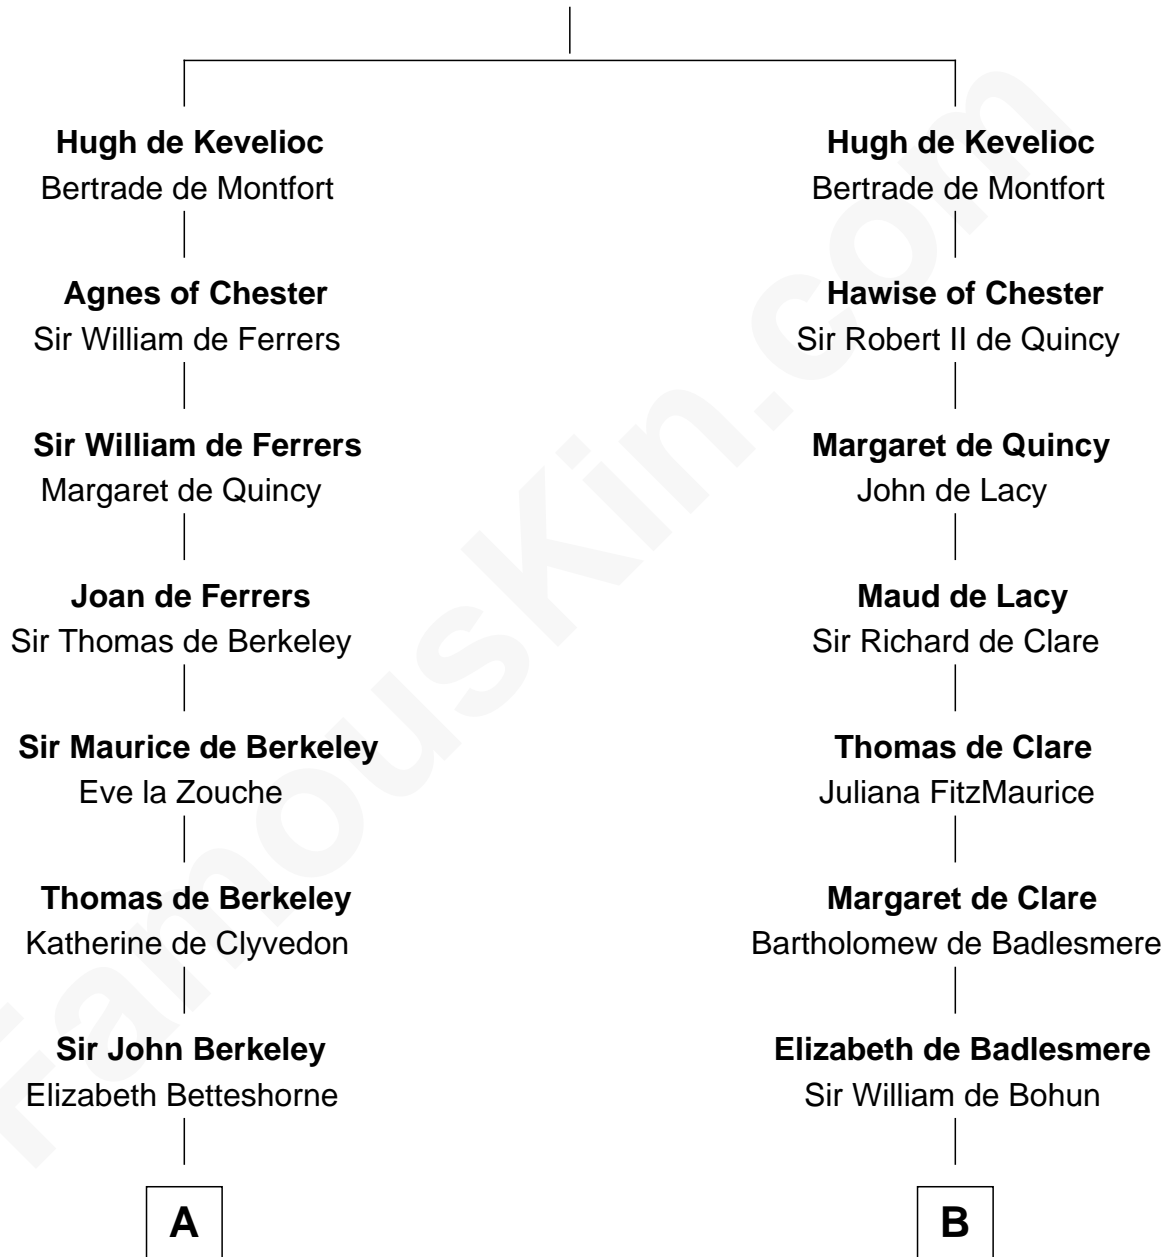 Hugh de Kevelioc
Bertrade de Montfort
Agnes of Chester
Sir William de Ferrers
Sir William de Ferrers
Margaret de Quincy
Joan de Ferrers
Sir Thomas de Berkeley
Sir Maurice de Berkeley
Eve la Zouche
Thomas de Berkeley
Katherine de Clyvedon
Sir John Berkeley
Elizabeth Betteshorne
A
Hugh de Kevelioc
Bertrade de Montfort
Hawise of Chester
Sir Robert II de Quincy
Margaret de Quincy
John de Lacy
Maud de Lacy
Sir Richard de Clare
Thomas de Clare
Juliana FitzMaurice
Margaret de Clare
Bartholomew de Badlesmere
Elizabeth de Badlesmere
Sir William de Bohun
B
FamousKin.com